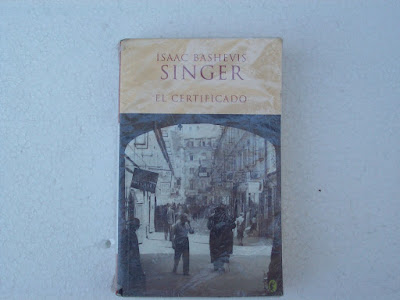 ISAAC BASHEVIS
SINGER
EL CERTIFICADO